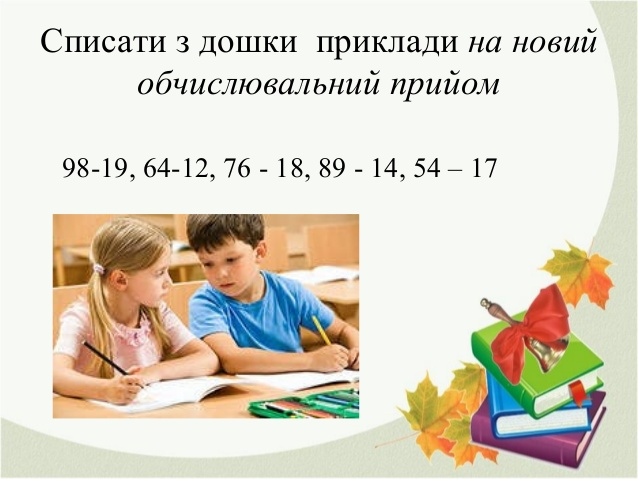 Списати з дошки  приклади на новий
обчислювальний прийом
98-19, 64-12, 76 - 18, 89 - 14, 54 – 17